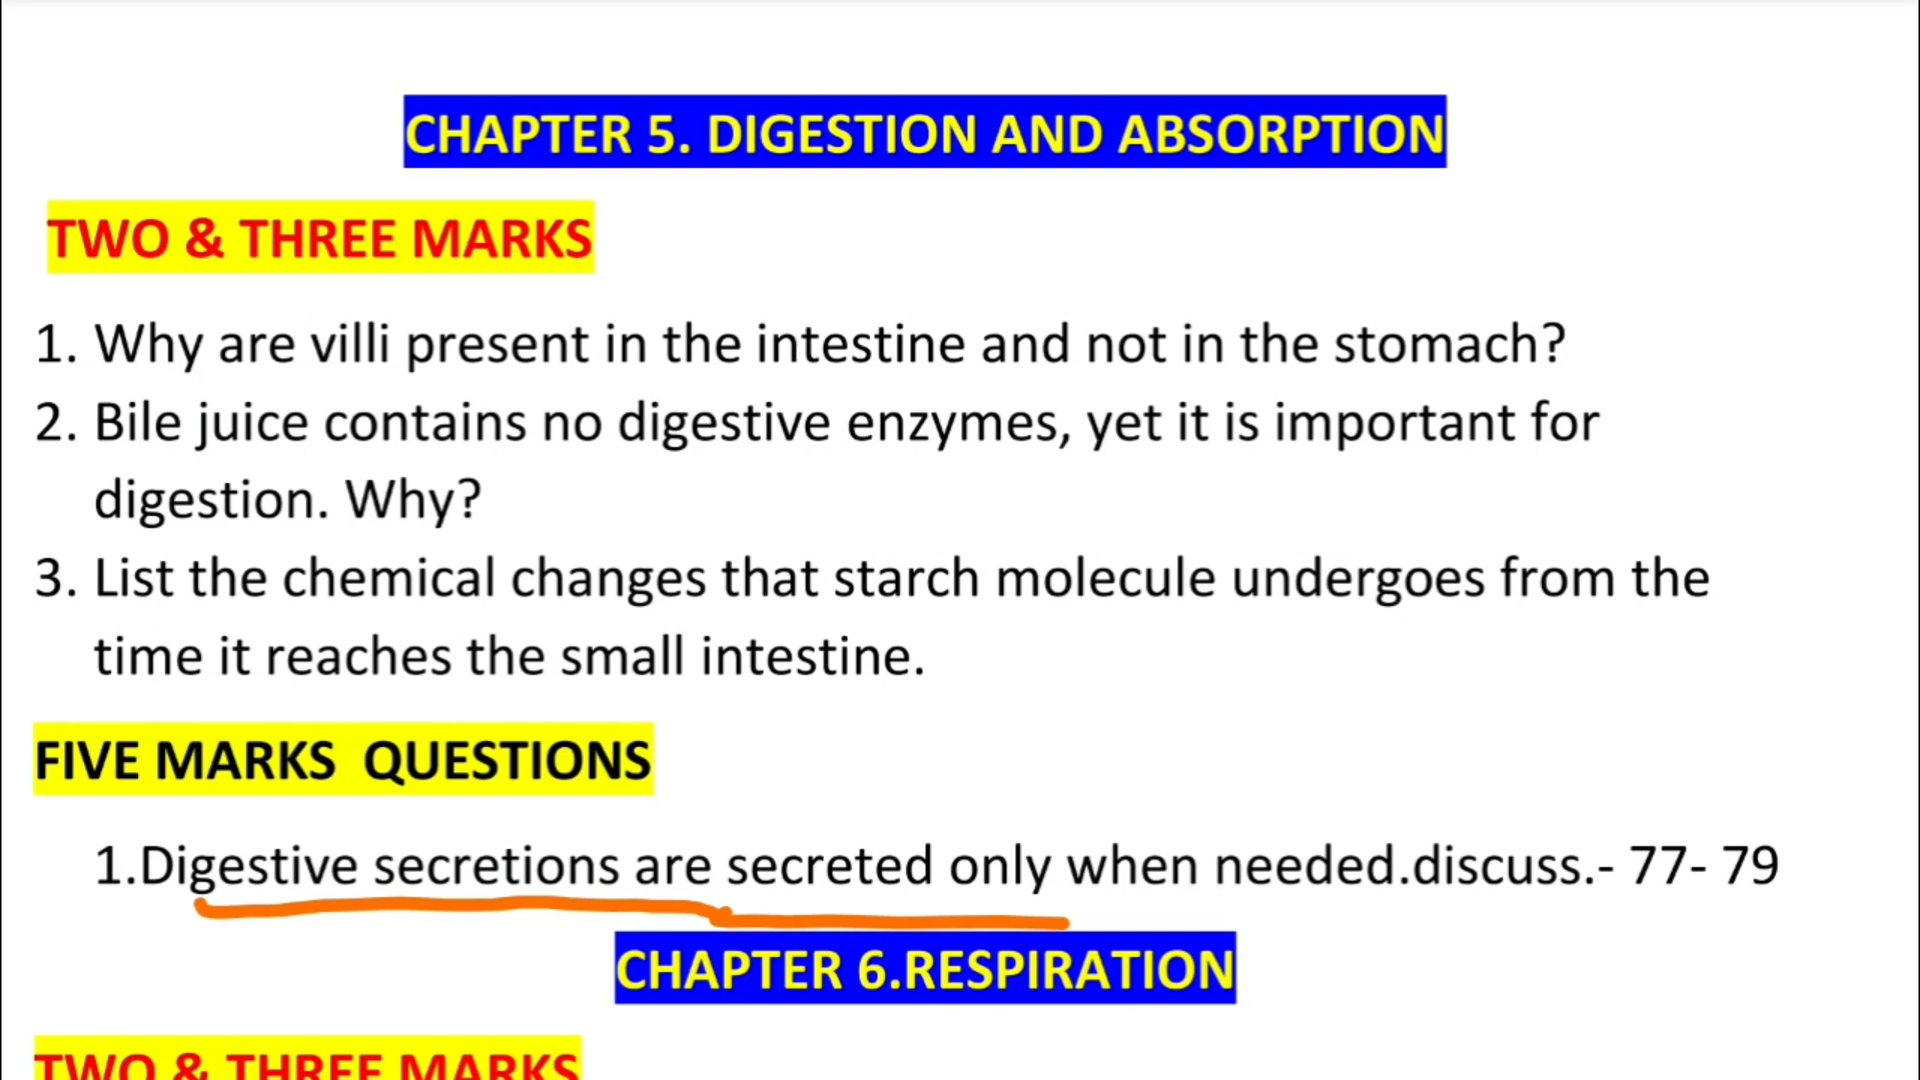 CHAPTER 5. DIGESTION AND ABSORPTION
TWO & THREE MARKS
1. Why are villi present in the intestine and not in the stomach?
2. Bile juice contains no digestive enzymes, yet it is important for
digestion. Why?
3. List the chemical changes that starch molecule undergoes from the
time it reaches the small intestine.
FIVE MARKS  QUESTIONS
1.Digestive secretions are secreted only when needed.discuss.- 77- 79
CHAPTER 6.RESPIRATION
TWO & THREE MARKS